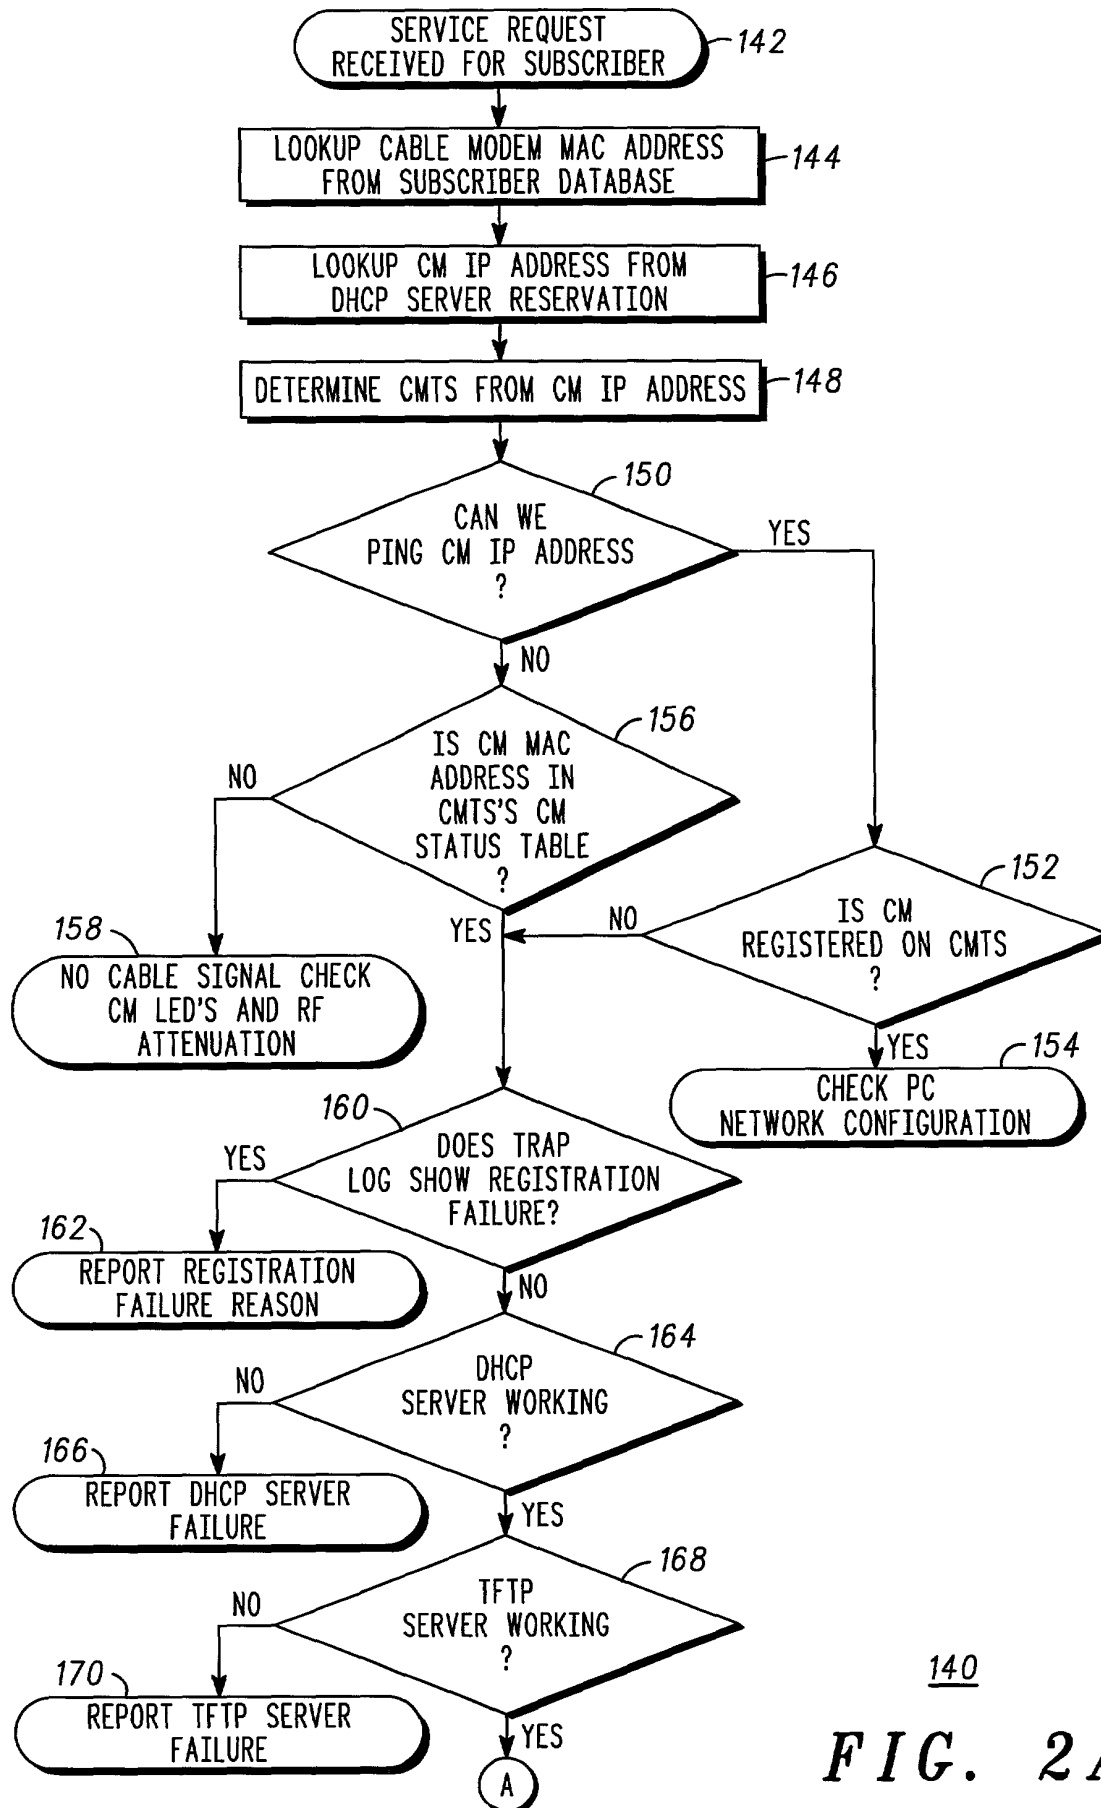 SERVICE REQUEST
RECEIVED FOR SUBSCRIBER
142
LOOKUP CABLE MODEM MAC ADDRESS
FROM SUBSCRIBER DATABASE
144
LOOKUP CM IP ADDRESS FROM
DHCP SERVER RESERVATION
146
DETERMINE CMTS FROM CM IP ADDRESS
148
150
CAN WE
PING CM IP ADDRESS
?
YES
NO
156
IS CM MAC
ADDRESS IN
CMTS'S CM
STATUS TABLE
?
NO
YES
152
IS CM
REGISTERED ON CMTS
?
NO
YES
158
NO CABLE SIGNAL CHECK
CM LED'S AND RF
ATTENUATION
154
CHECK PC
NETWORK CONFIGURATION
160
DOES TRAP
LOG SHOW REGISTRATION
FAILURE?
YES
NO
162
REPORT REGISTRATION
FAILURE REASON
164
DHCP
SERVER WORKING
?
NO
YES
166
REPORT DHCP SERVER
FAILURE
168
TFTP
SERVER WORKING
?
NO
YES
170
REPORT TFTP SERVER
FAILURE
A
140
FIG. 2A